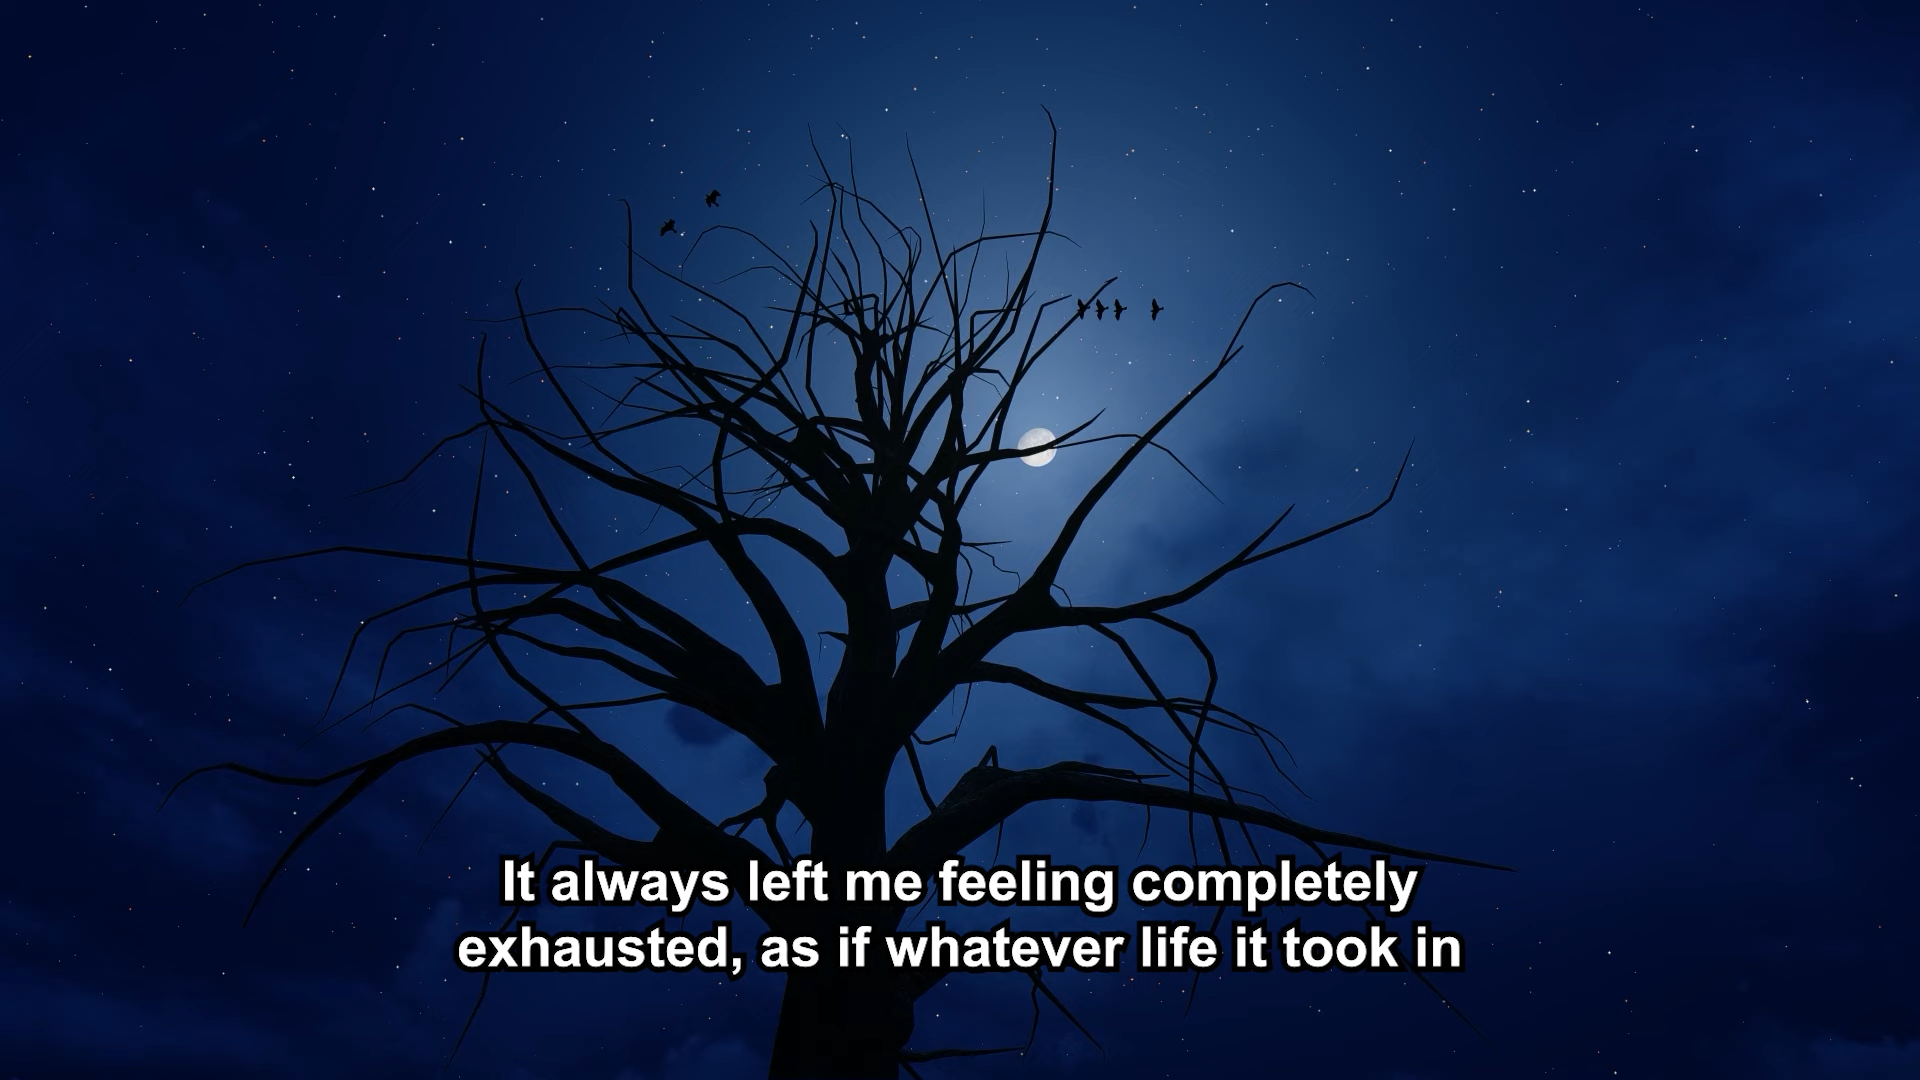 It always left me feeling completely
exhausted, as if whatever life it took in